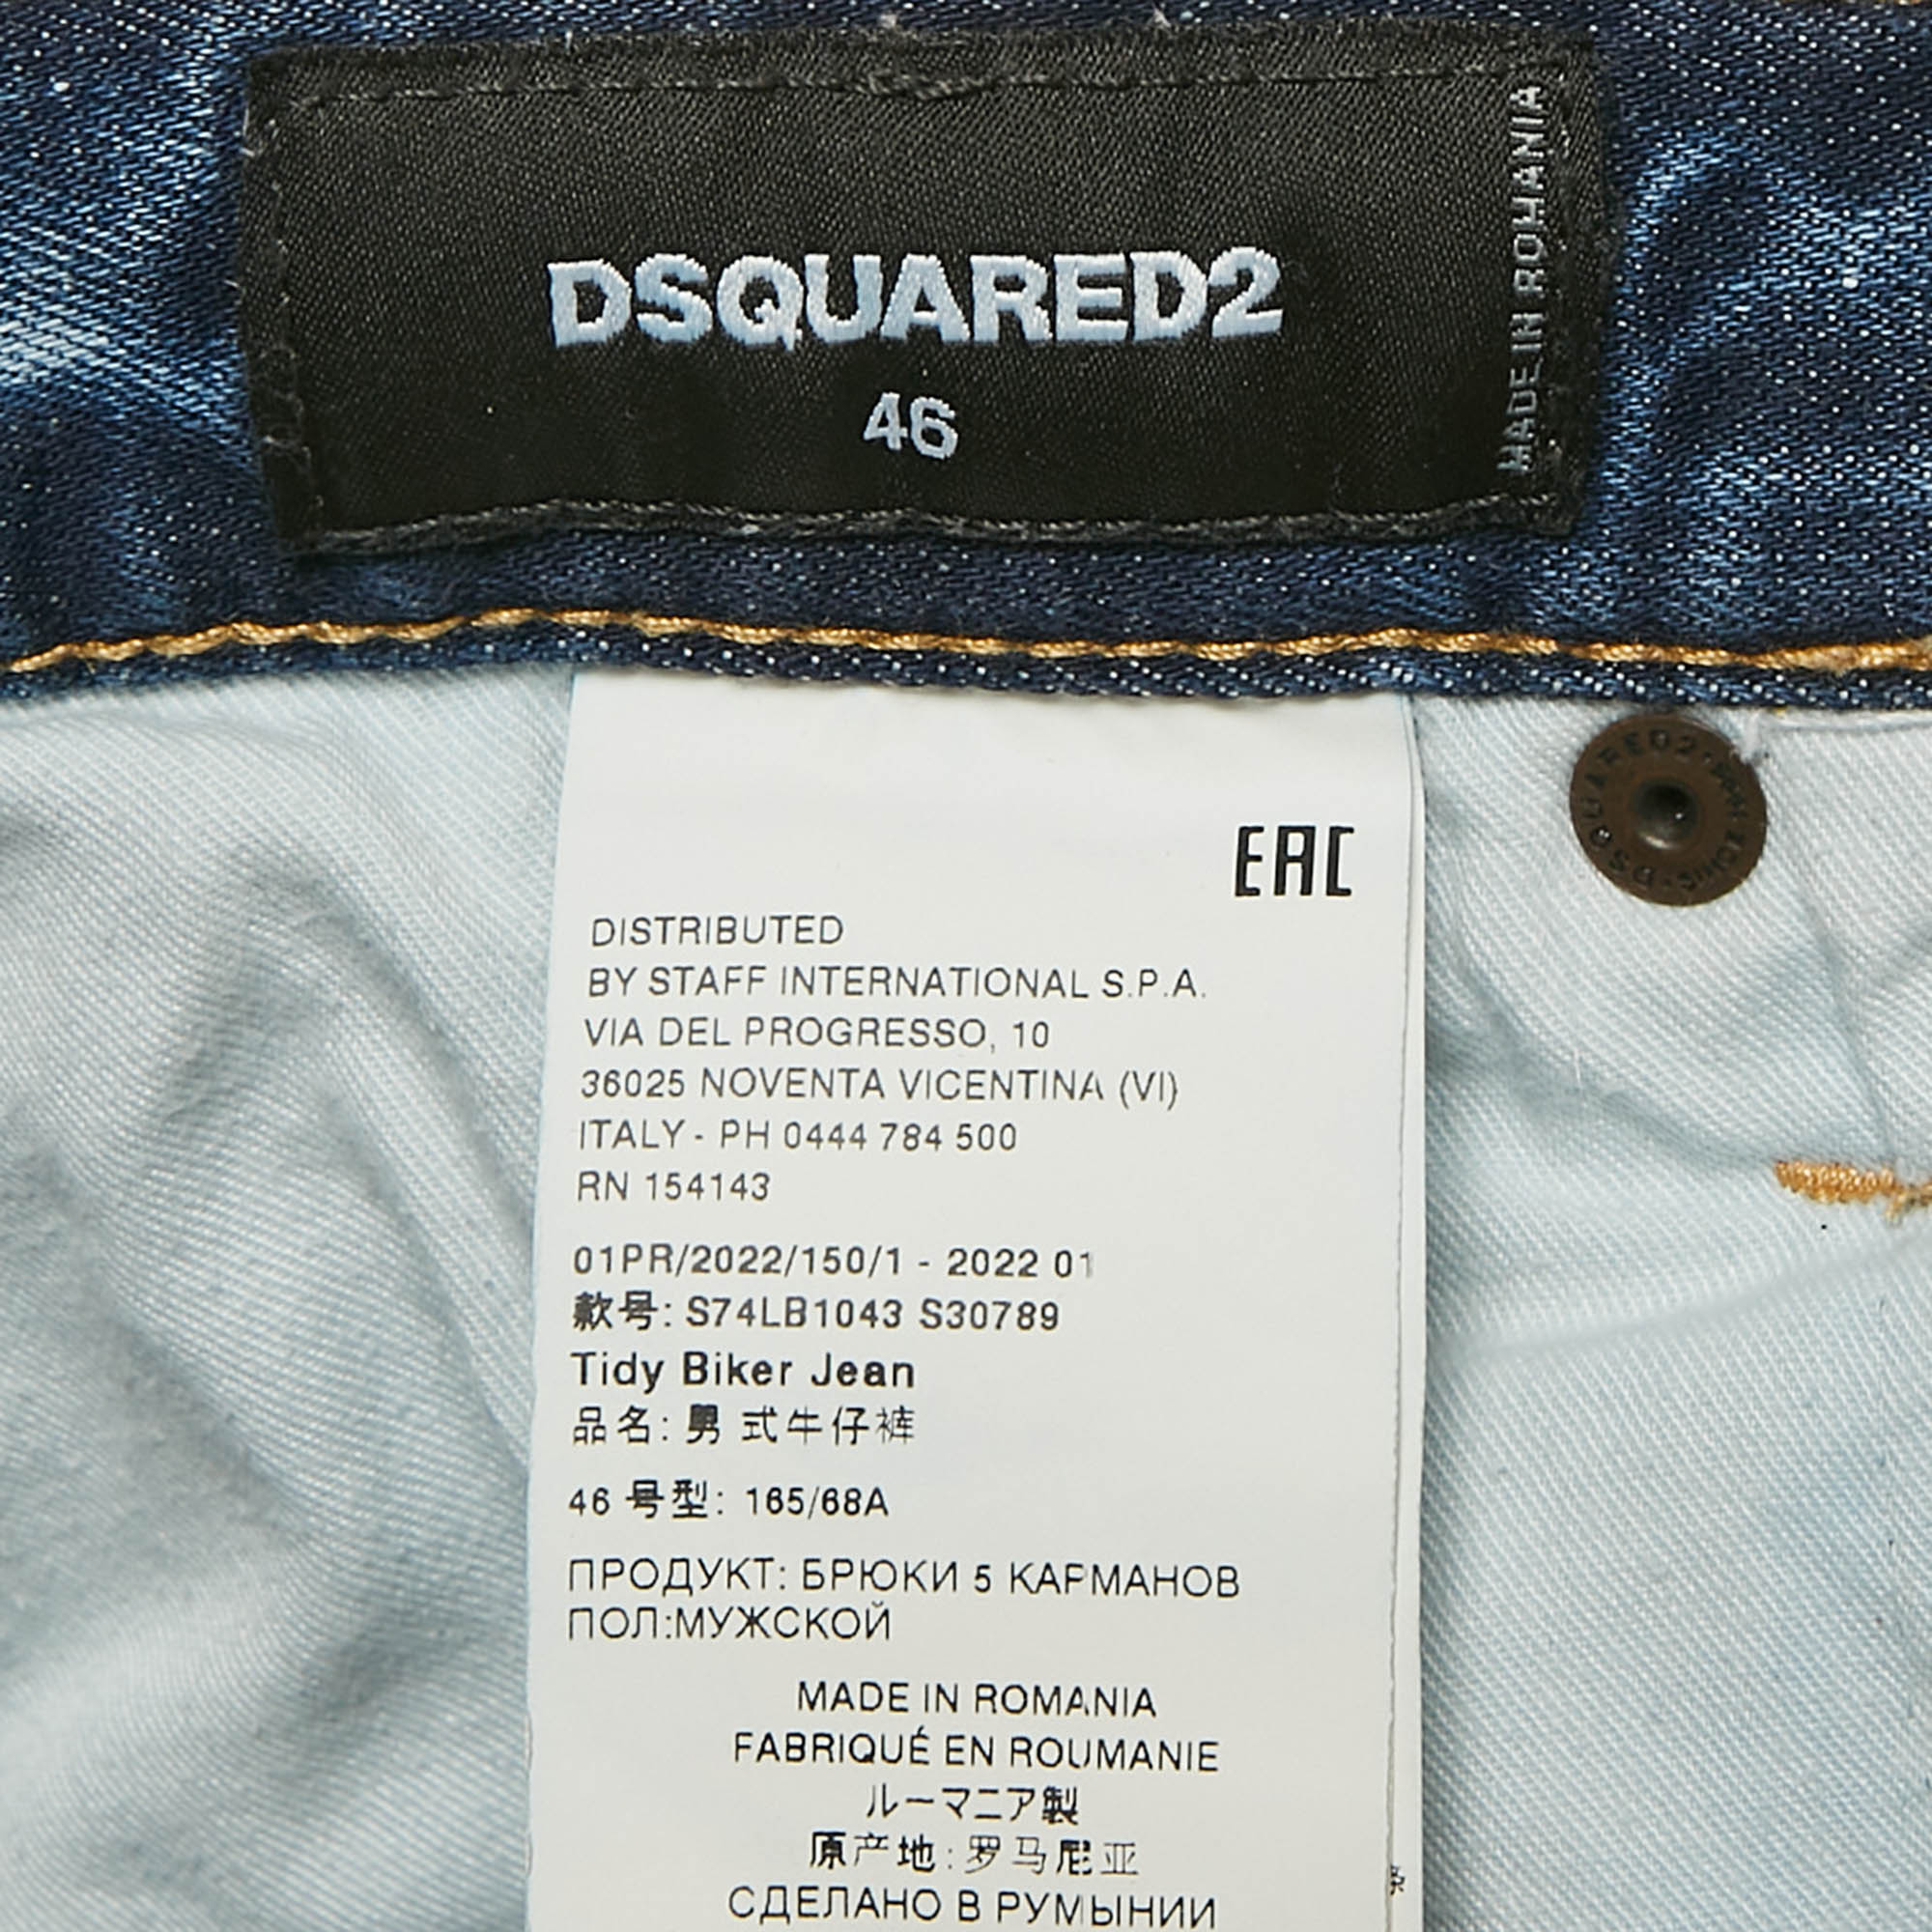 DSQUARED2
46
MADE IN ROMANIA
EAC
DISTRIBUTED
BY STAFF INTERNATIONAL S.P.A.
VIA DEL PROGRESSO, 10
36025 NOVENTA VICENTINA (VI)
ITALY - PH 0444 784 500
RN 154143
01PR/2022/150/1 - 2022 01
款号: S74LB1043 S30789
Tidy Biker Jean
品名: 男 式牛仔裤
46 号型: 165/68A
ПРОДУКТ: БРЮКИ 5 КАРМАНОВ
ПОЛ:МУЖСКОЙ
MADE IN ROMANIA
FABRIQUÉ EN ROUMANIE
ルーマニア製
原产地: 罗马尼亚
СДЕЛАНО В РУМЫНИИ
DSQUARED2